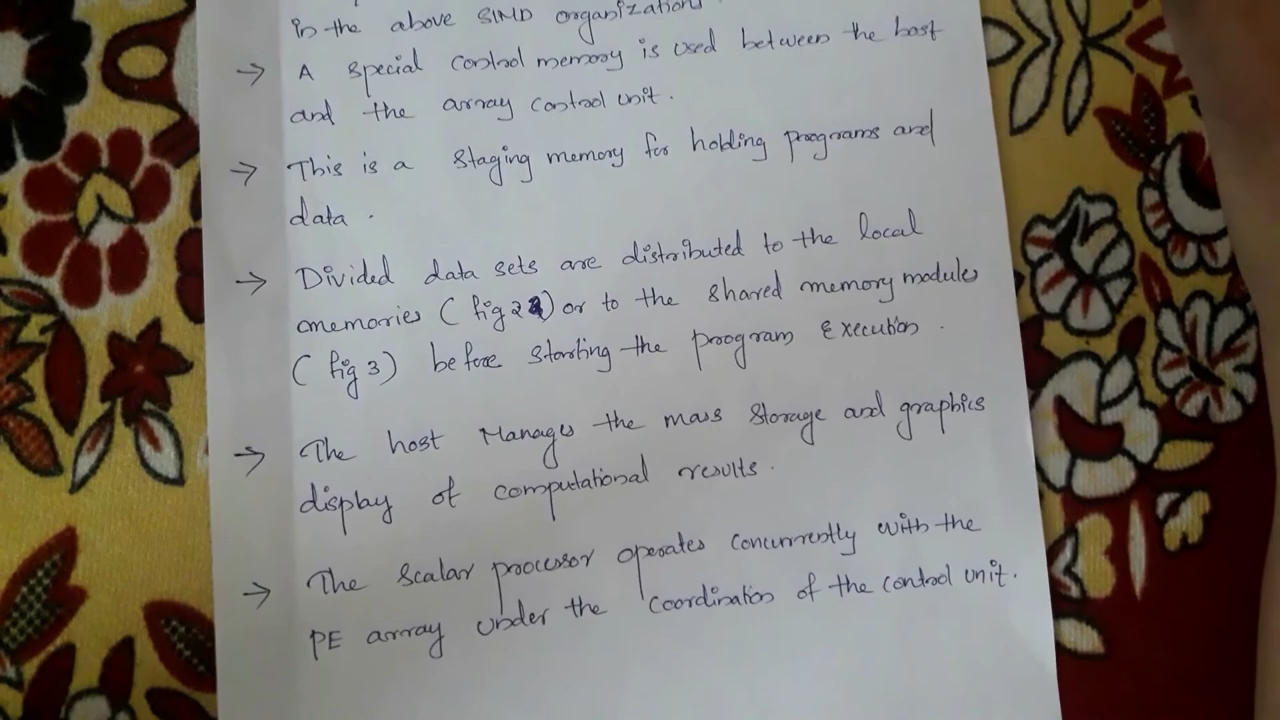 in the above SIMD organization
→ A special control memory is used between the host
and the array control unit.
→ This is a staging memory for holding programs and
data.
→ Divided data sets are distributed to the local
memories (fig 2) or to the shared memory modules
(fig 3) before starting the program Execution.
→ The host Manages the mass storage and graphics
display of computational results.
→ The scalar processor operates concurrently with the
PE array under the coordination of the control unit.